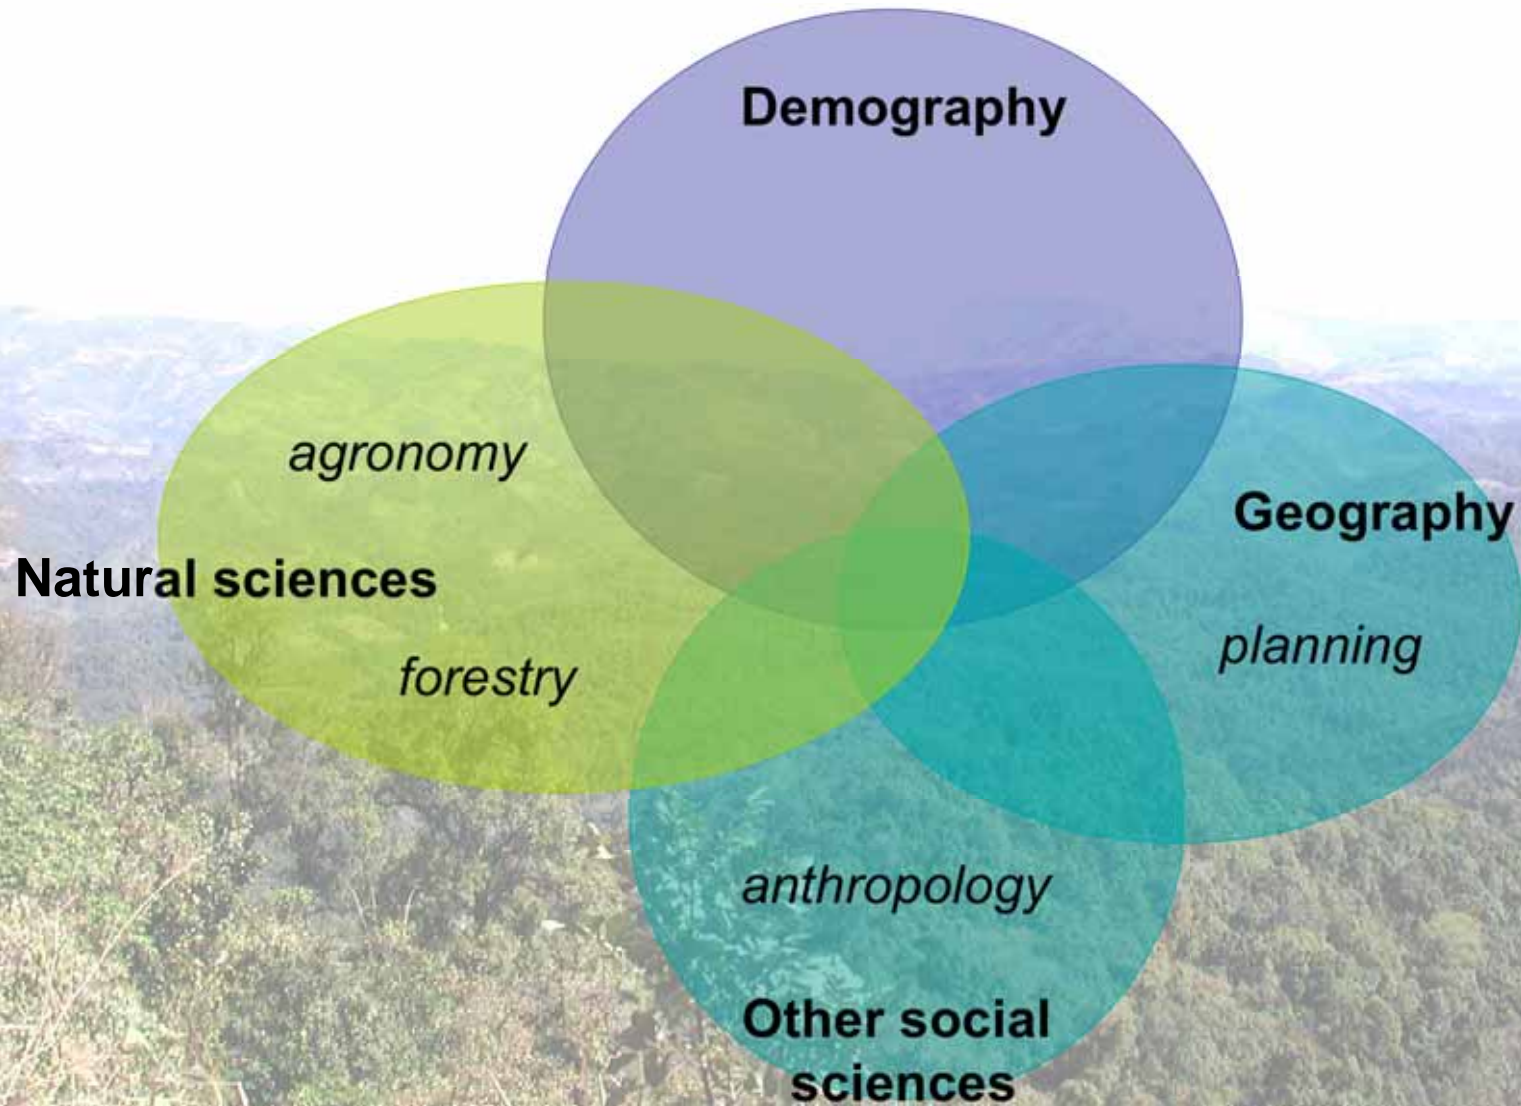 Demography
agronomy
Geography
Natural sciences
planning
forestry
anthropology
Other social
sciences